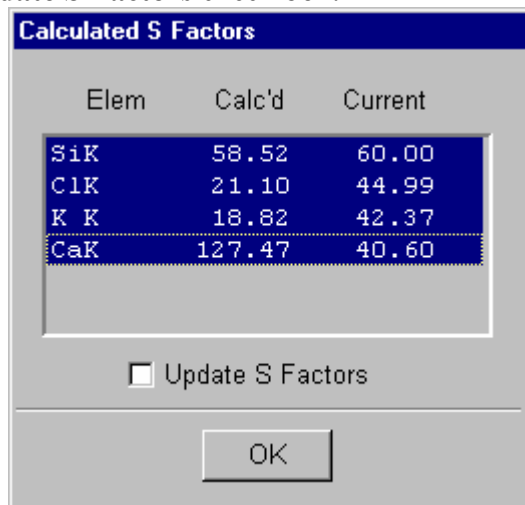 Calculated S Factors
Elem Calc'd Current
SiK 58.52 60.00
ClK 21.10 44.99
K K 18.82 42.37
CaK 127.47 40.60
Update S Factors
OK